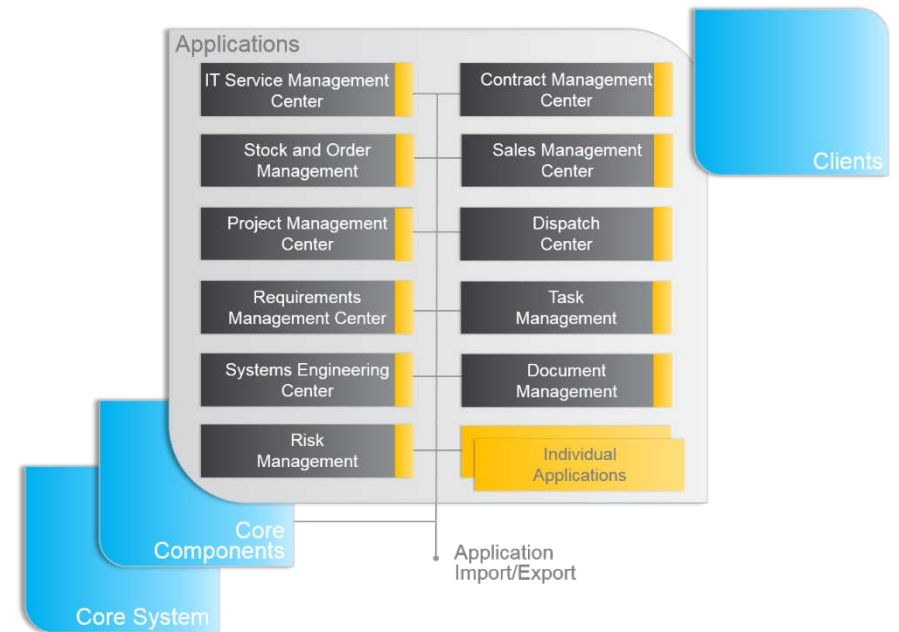 Applications
IT Service Management
Center
Contract Management
Center
Stock and Order
Management
Sales Management
Center
Clients
Project Management
Center
Dispatch
Center
Requirements
Management Center
Task
Management
Systems Engineering
Center
Document
Management
Risk
Management
Individual
Applications
Core
Components
Application
Import/Export
Core System